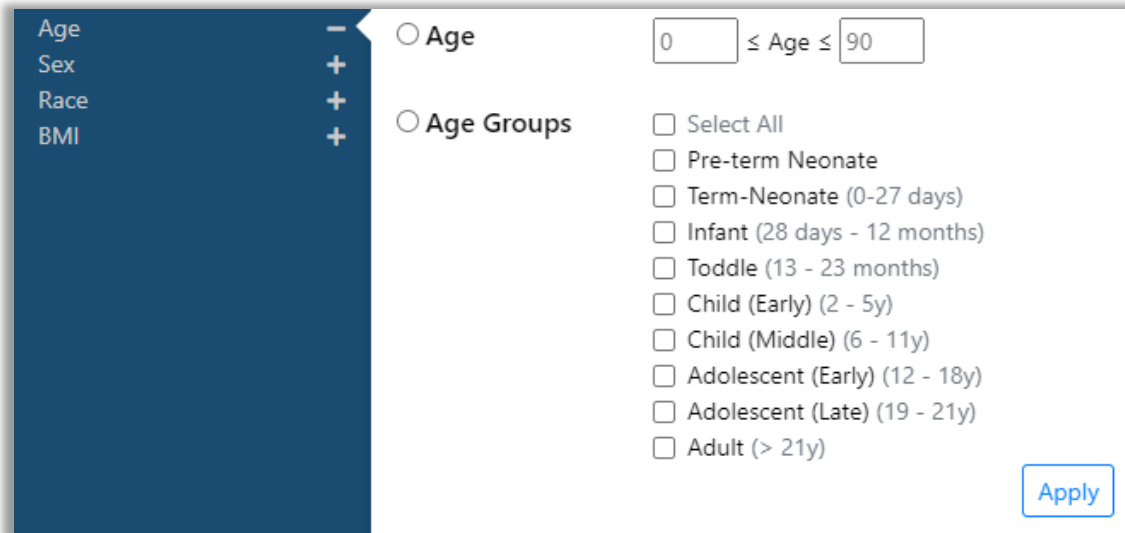 Age −
Sex +
Race +
BMI +
Age 0 ≤ Age ≤ 90
Age Groups
Select All
Pre-term Neonate
Term-Neonate (0-27 days)
Infant (28 days - 12 months)
Toddle (13 - 23 months)
Child (Early) (2 - 5y)
Child (Middle) (6 - 11y)
Adolescent (Early) (12 - 18y)
Adolescent (Late) (19 - 21y)
Adult (> 21y)
Apply